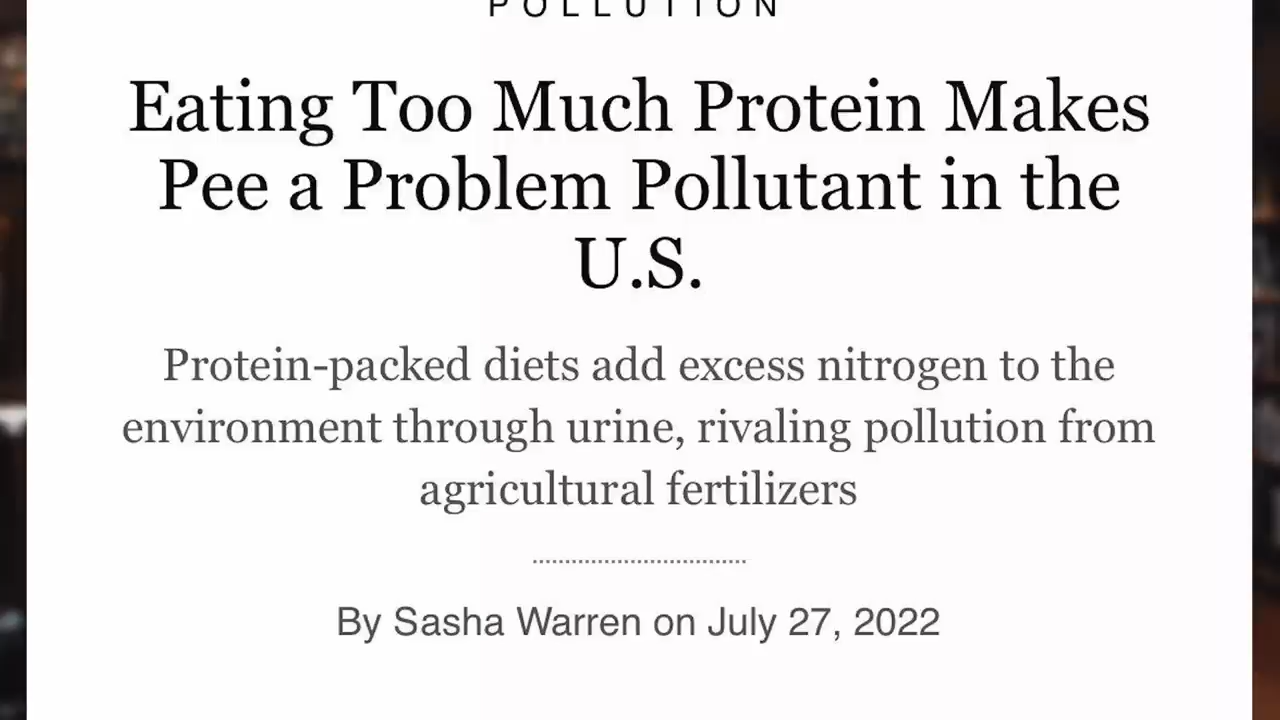 POLLUTION
Eating Too Much Protein Makes
Pee a Problem Pollutant in the
U.S.
Protein-packed diets add excess nitrogen to the
environment through urine, rivaling pollution from
agricultural fertilizers
By Sasha Warren on July 27, 2022